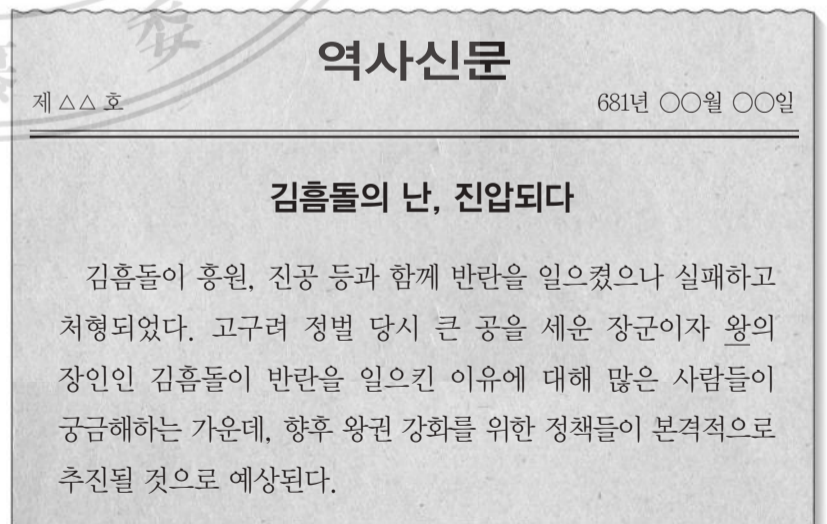 역사신문
제 △△ 호 681년 ○○월 ○○일
김흠돌의 난, 진압되다
김흠돌이 흥원, 진공 등과 함께 반란을 일으켰으나 실패하고
처형되었다. 고구려 정벌 당시 큰 공을 세운 장군이자 왕의
장인인 김흠돌이 반란을 일으킨 이유에 대해 많은 사람들이
궁금해하는 가운데, 향후 왕권 강화를 위한 정책들이 본격적으로
추진될 것으로 예상된다.